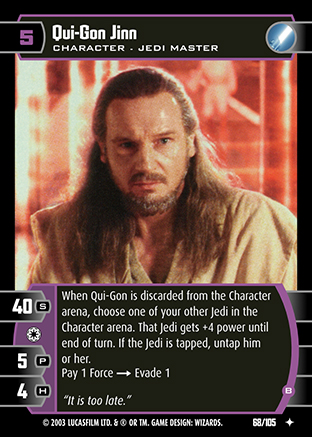 5 Qui-Gon Jinn
CHARACTER - JEDI MASTER
40 S
5 P
4 H
When Qui-Gon is discarded from the Character
arena, choose one of your other Jedi in the
Character arena. That Jedi gets +4 power until
end of turn. If the Jedi is tapped, untap him
or her.
Pay 1 Force → Evade 1
B
"It is too late."
© 2003 LUCASFILM LTD. & ® OR TM. GAME DESIGN: WIZARDS. 68/105